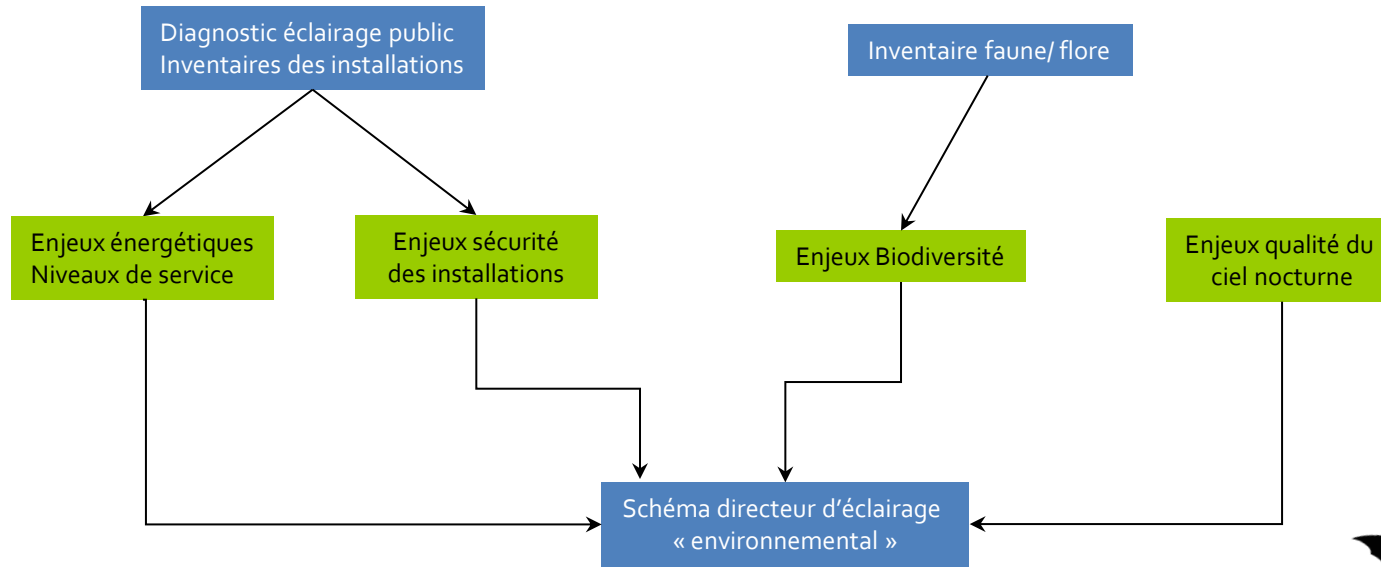 Diagnostic éclairage public
Inventaires des installations
Inventaire faune/ flore
Enjeux énergétiques
Niveaux de service
Enjeux sécurité
des installations
Enjeux Biodiversité
Enjeux qualité du
ciel nocturne
Schéma directeur d’éclairage
« environnemental »